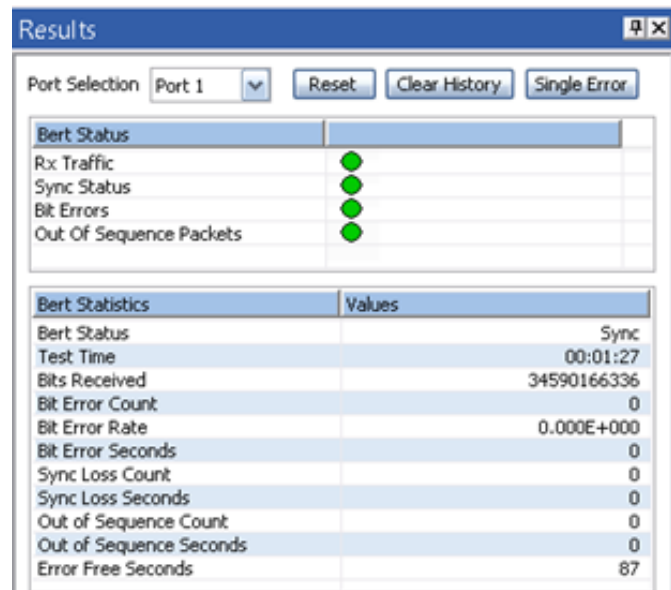 Results
Port Selection Port 1 Reset Clear History Single Error
Bert Status
Rx Traffic
Sync Status
Bit Errors
Out Of Sequence Packets
Bert Statistics Values
Bert Status Sync
Test Time 00:01:27
Bits Received 34590166336
Bit Error Count 0
Bit Error Rate 0.000E+000
Bit Error Seconds 0
Sync Loss Count 0
Sync Loss Seconds 0
Out of Sequence Count 0
Out of Sequence Seconds 0
Error Free Seconds 87